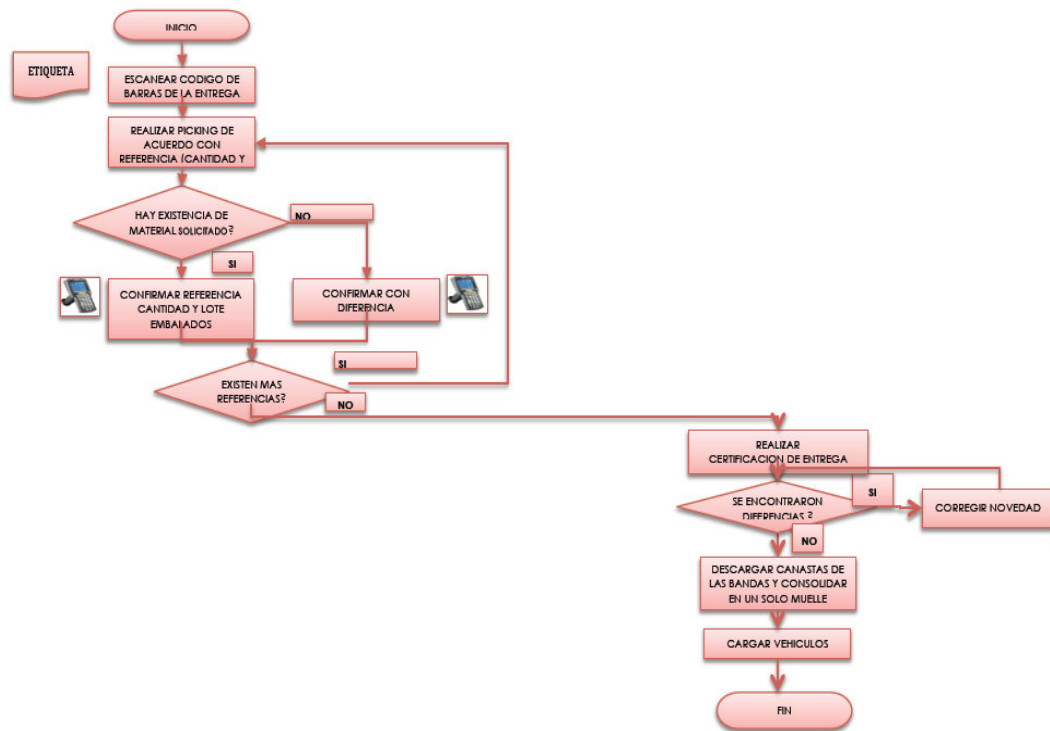 INICIO
ETIQUETA
ESCANEAR CODIGO DE
BARRAS DE LA ENTREGA
REALIZAR PICKING DE
ACUERDO CON
REFERENCIA (CANTIDAD Y
HAY EXISTENCIA DE
MATERIAL SOLICITADO?
NO
SI
CONFIRMAR REFERENCIA
CANTIDAD Y LOTE
EMBALADOS
CONFIRMAR CON
DIFERENCIA
SI
EXISTEN MAS
REFERENCIAS?
NO
REALIZAR
CERTIFICACION DE ENTREGA
SI
SE ENCONTRARON
DIFERENCIAS ?
CORREGIR NOVEDAD
NO
DESCARGAR CANASTAS DE
LAS BANDAS Y CONSOLIDAR
EN UN SOLO MUELLE
CARGAR VEHICULOS
FIN